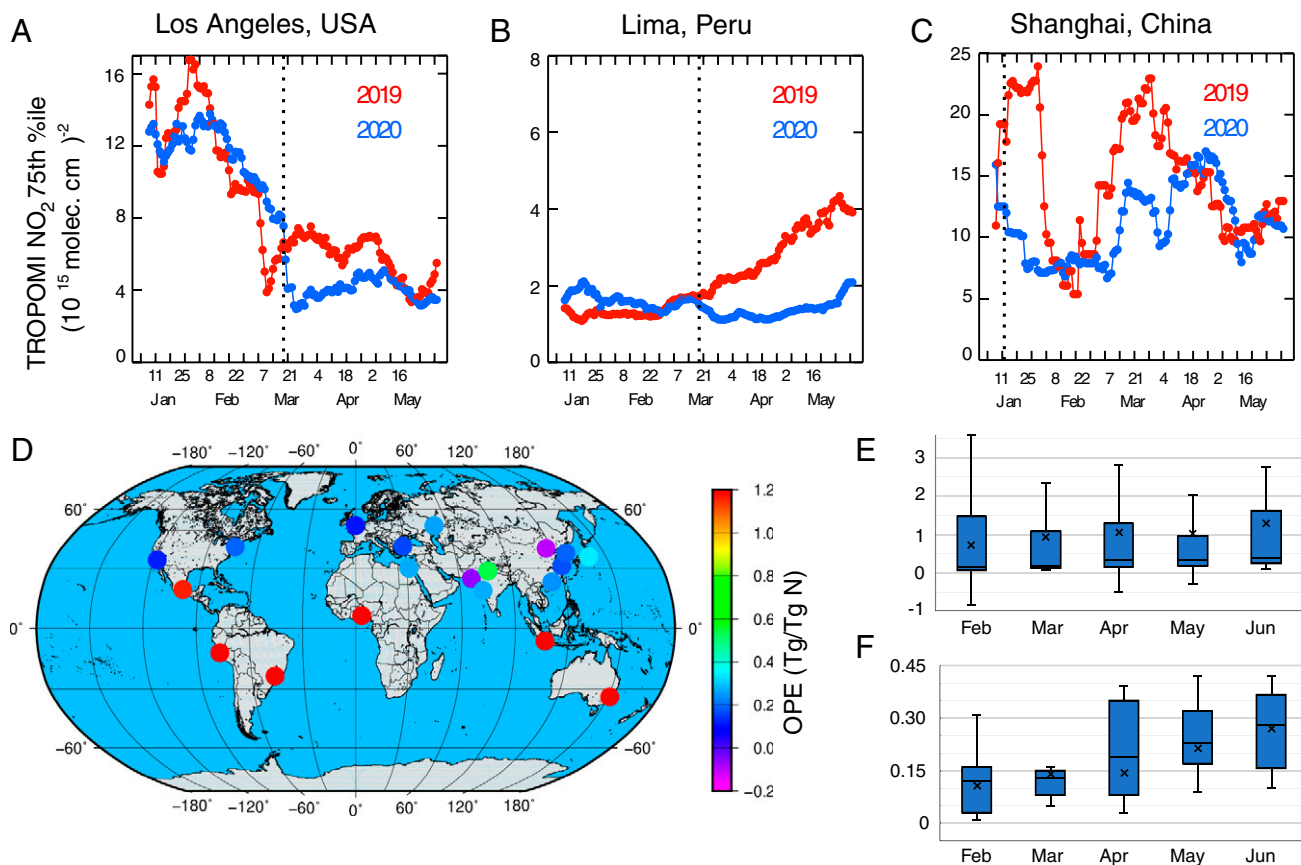 A Los Angeles, USA
B Lima, Peru
C Shanghai, China
TROPOMI NO2 75th %ile
(10 15 molec. cm )-2
16
12
8
4
0
2019
2020
11 25 8 22 7 21 4 18 2 16
Jan Feb Mar Apr May
8
6
4
2
0
2019
2020
11 25 8 22 7 21 4 18 2 16
Jan Feb Mar Apr May
25
20
15
10
5
0
2019
2020
11 25 8 22 7 21 4 18 2 16
Jan Feb Mar Apr May
D
−180° −120° −60° 0° 60° 120° 180°
60° 60°
0° 0°
−60° −60°
−180° −120° −60° 0° 60° 120° 180°
1.2
1.0
0.8
0.6
0.4
0.2
0.0
−0.2
OPE (Tg/Tg N)
E
3
2
1
0
-1
Feb Mar Apr May Jun
F
0.45
0.30
0.15
0
Feb Mar Apr May Jun